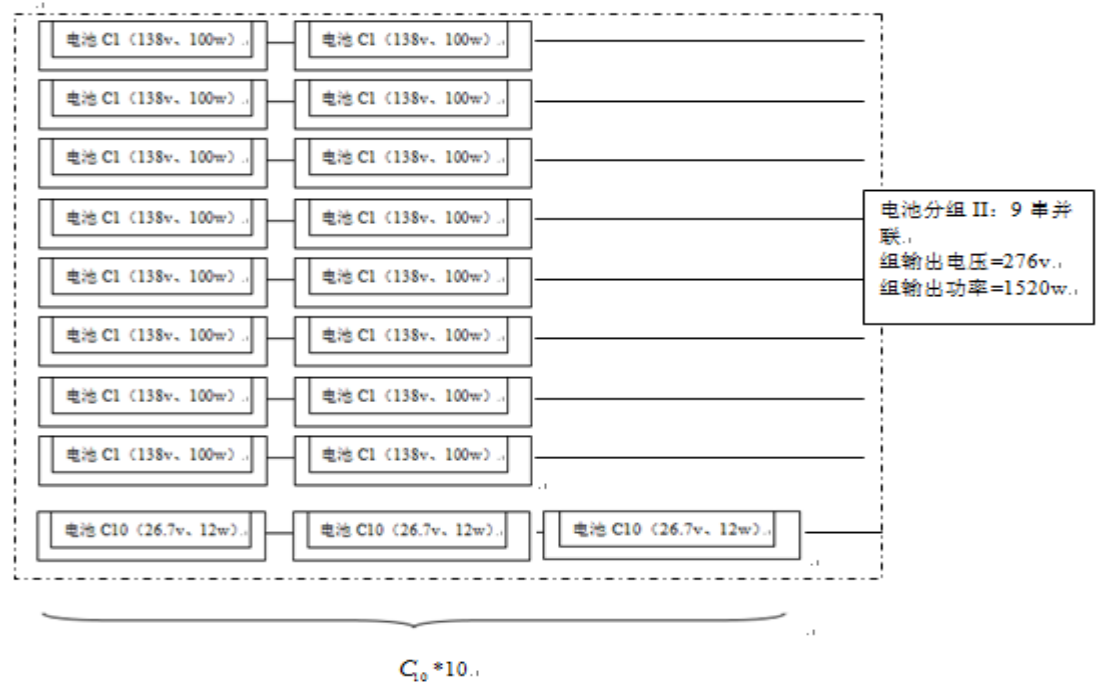 电池 C1（138v、100w） 电池 C1（138v、100w）
电池 C1（138v、100w） 电池 C1（138v、100w）
电池 C1（138v、100w） 电池 C1（138v、100w）
电池 C1（138v、100w） 电池 C1（138v、100w）
电池 C1（138v、100w） 电池 C1（138v、100w）
电池 C1（138v、100w） 电池 C1（138v、100w）
电池 C1（138v、100w） 电池 C1（138v、100w）
电池 C1（138v、100w） 电池 C1（138v、100w）
电池分组 II：9 串并
联
组输出电压=276v
组输出功率=1520w
电池 C10（26.7v、12w） 电池 C10（26.7v、12w） 电池 C10（26.7v、12w）
C₁₀*10